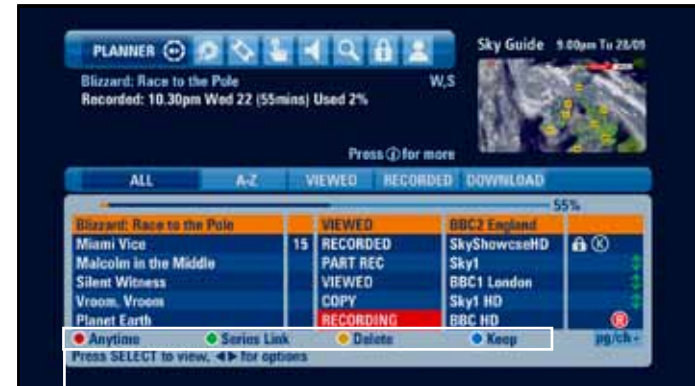 PLANNER
Sky Guide 9.00pm Tu 28/09
Blizzard: Race to the Pole W,S
Recorded: 10.30pm Wed 22 (55mins) Used 2%
Press i for more
ALL A-Z VIEWED RECORDED DOWNLOAD
55%
Blizzard: Race to the Pole VIEWED BBC2 England
Miami Vice 15 RECORDED SkyShowcseHD K
Malcolm in the Middle PART REC Sky1
Silent Witness VIEWED BBC1 London
Vroom, Vroom COPY Sky1 HD
Planet Earth RECORDING BBC HD R
Anytime Series Link Delete Keep pg/ch
Press SELECT to view, ◀▶ for options